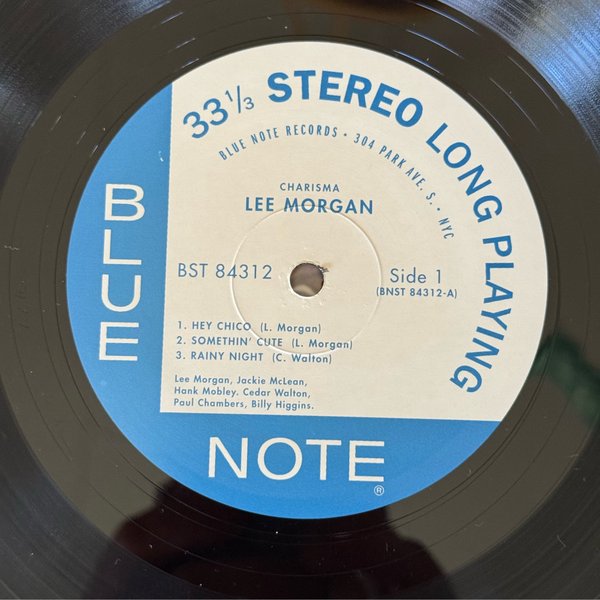 33 1/3 STEREO LONG PLAYING
BLUE NOTE RECORDS • 304 PARK AVE. S. • NYC
CHARISMA
LEE MORGAN
BST 84312
Side 1
(BNST 84312-A)
1. HEY CHICO (L. Morgan)
2. SOMETHIN' CUTE (L. Morgan)
3. RAINY NIGHT (C. Walton)
Lee Morgan, Jackie McLean,
Hank Mobley. Cedar Walton,
Paul Chambers, Billy Higgins.
BLUE
NOTE®